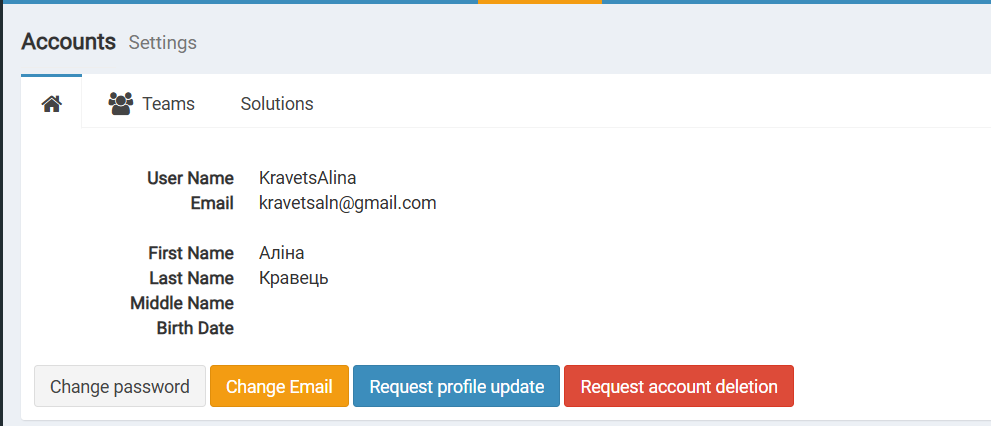 Accounts Settings
Teams Solutions
User Name KravetsAlina
Email kravetsaln@gmail.com
First Name Аліна
Last Name Кравець
Middle Name
Birth Date
Change password Change Email Request profile update Request account deletion